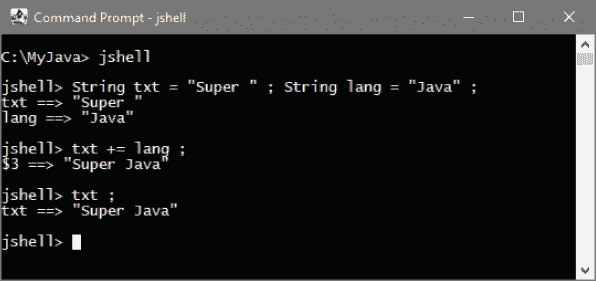 Command Prompt - jshell
C:\MyJava> jshell
jshell> String txt = "Super " ; String lang = "Java" ;
txt ==> "Super "
lang ==> "Java"
jshell> txt += lang ;
$3 ==> "Super Java"
jshell> txt ;
txt ==> "Super Java"
jshell>